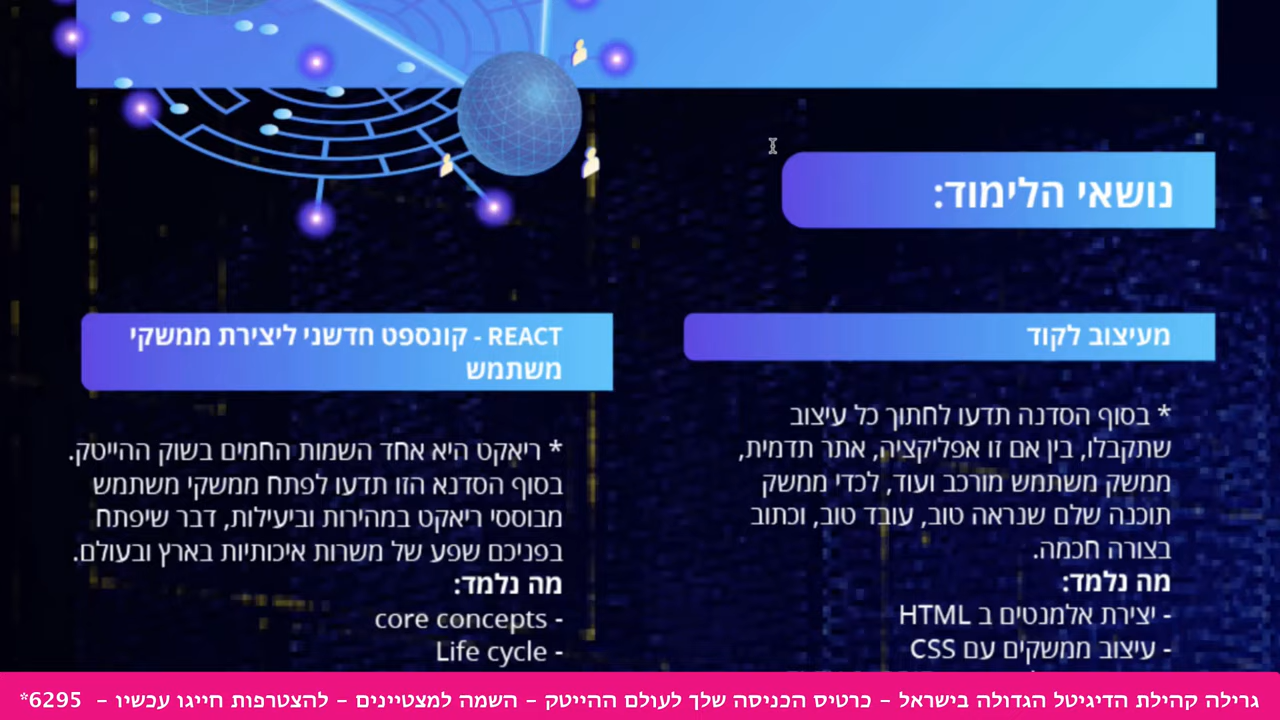 נושאי הלימוד:
מעיצוב לקוד
* בסוף הסדנה תדעו לחתוך כל עיצוב
שתקבלו, בין אם זו אפליקציה, אתר תדמית,
ממשק משתמש מורכב ועוד, לכדי ממשק
תוכנה שלם שנראה טוב, עובד טוב, וכתוב
בצורה חכמה.
מה נלמד:
- יצירת אלמנטים ב HTML
- עיצוב ממשקים עם CSS
REACT - קונספט חדשני ליצירת ממשקי
משתמש
* ריאקט היא אחד השמות החמים בשוק ההייטק.
בסוף הסדנא הזו תדעו לפתח ממשקי משתמש
מבוססי ריאקט במהירות וביעילות, דבר שיפתח
בפניכם שפע של משרות איכותיות בארץ ובעולם.
מה נלמד:
- core concepts
- Life cycle
גרילה קהילת הדיגיטל הגדולה בישראל – כרטיס הכניסה שלך לעולם ההייטק – השמה למצטיינים – להצטרפות חייגו עכשיו – 6295*